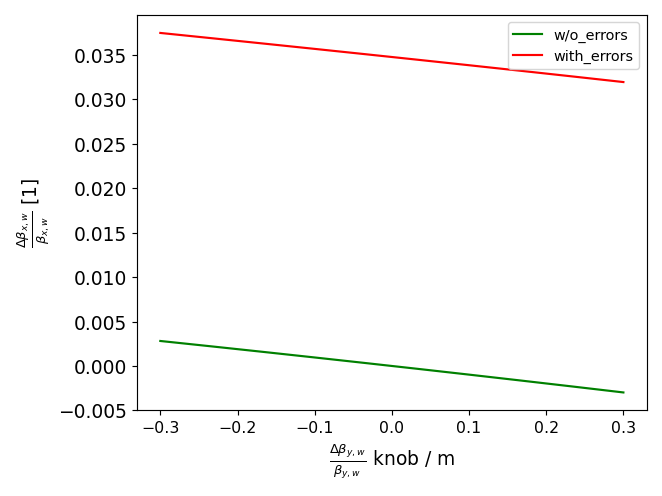 w/o_errors
with_errors
0.035
0.030
0.025
0.020
0.015
0.010
0.005
0.000
−0.005
Δβx,w / βx,w [1]
−0.3 −0.2 −0.1 0.0 0.1 0.2 0.3
Δβy,w / βy,w knob / m